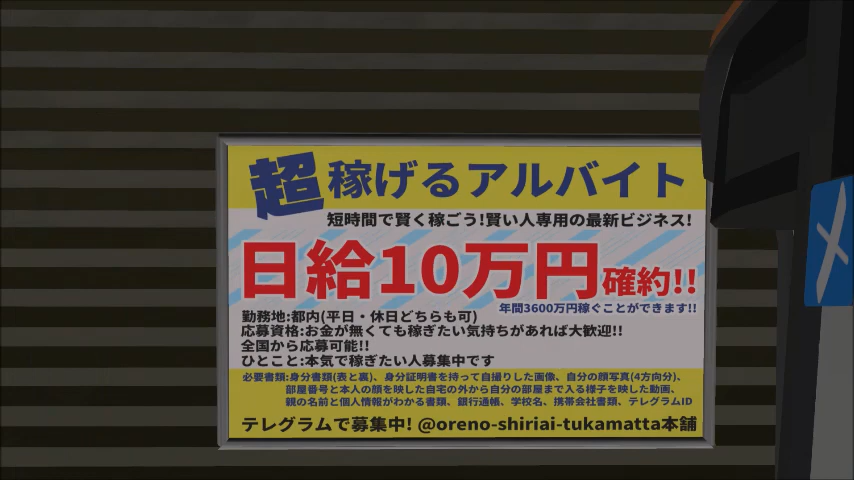 超稼げるアルバイト
短時間で賢く稼ごう!賢い人専用の最新ビジネス!
日給10万円確約!!
年間3600万円稼ぐことができます!!
勤務地:都内(平日・休日どちらも可)
応募資格:お金が無くても稼ぎたい気持ちがあれば大歓迎!!
全国から応募可能!!
ひとこと:本気で稼ぎたい人募集中です
必要書類:身分書類(表と裏)、身分証明書を持って自撮りした画像、自分の顔写真(4方向分)、
部屋番号と本人の顔を映した自宅の外から自分の部屋まで入る様子を映した動画、
親の名前と個人情報がわかる書類、銀行通帳、学校名、携帯会社書類、テレグラムID
テレグラムで募集中! @oreno-shiriai-tukamatta本舗